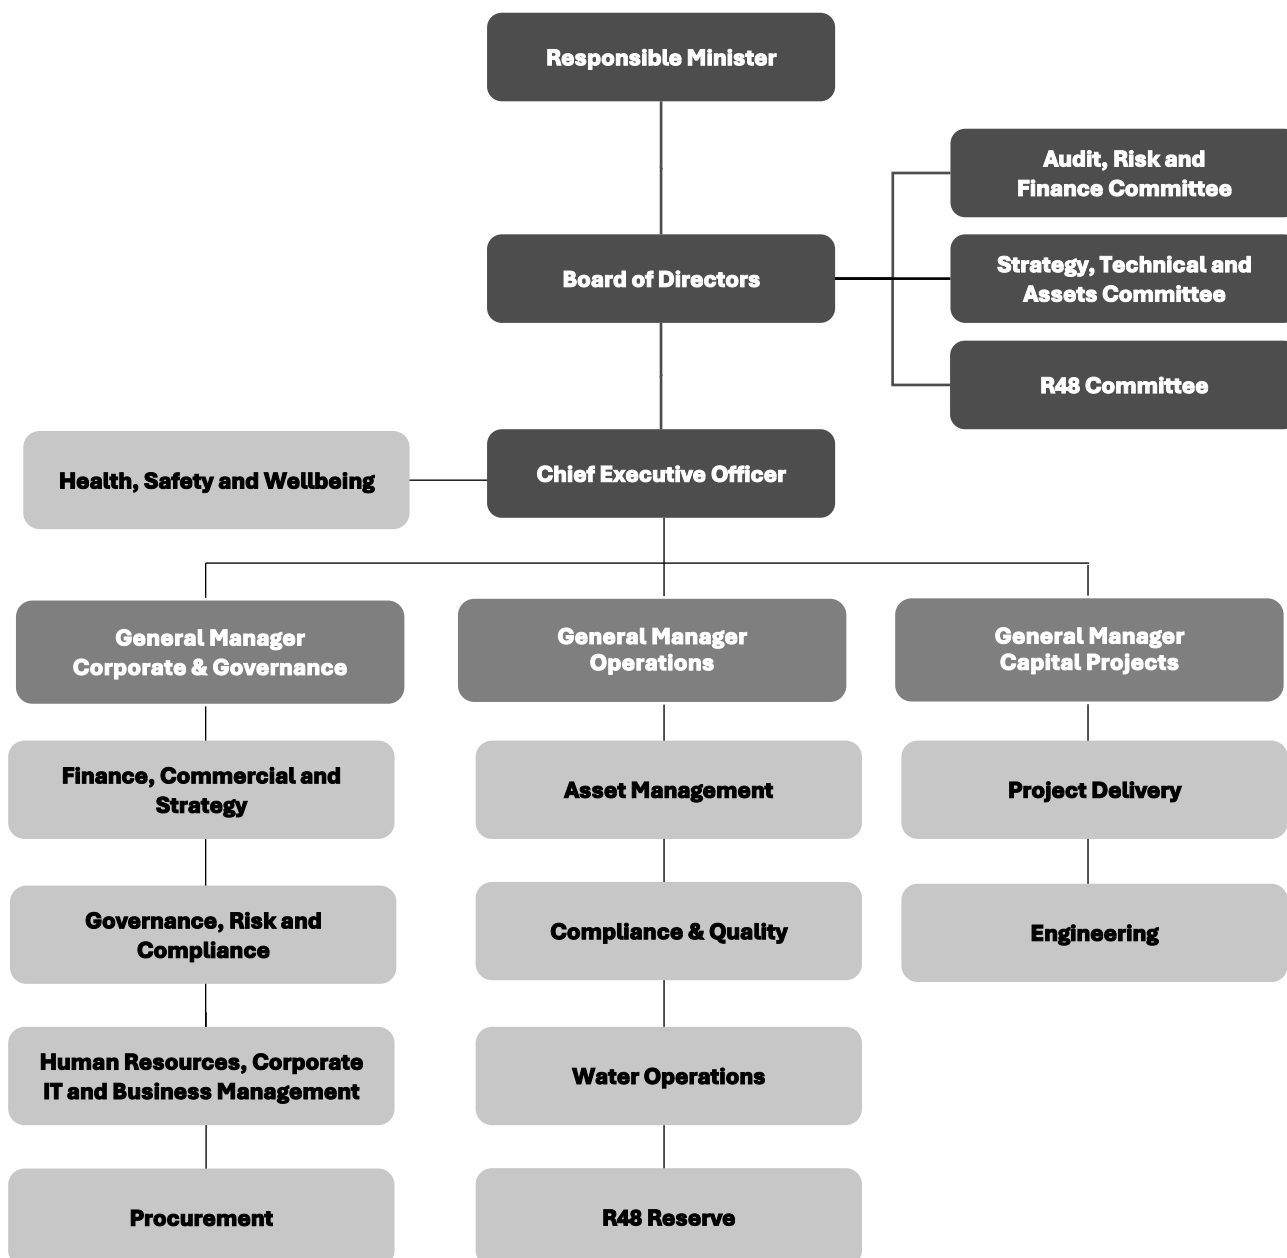 Responsible Minister
Audit, Risk and
Finance Committee
Board of Directors
Strategy, Technical and
Assets Committee
R48 Committee
Health, Safety and Wellbeing
Chief Executive Officer
General Manager
Corporate & Governance
General Manager
Operations
General Manager
Capital Projects
Finance, Commercial and
Strategy
Asset Management
Project Delivery
Governance, Risk and
Compliance
Compliance & Quality
Engineering
Human Resources, Corporate
IT and Business Management
Water Operations
Procurement
R48 Reserve